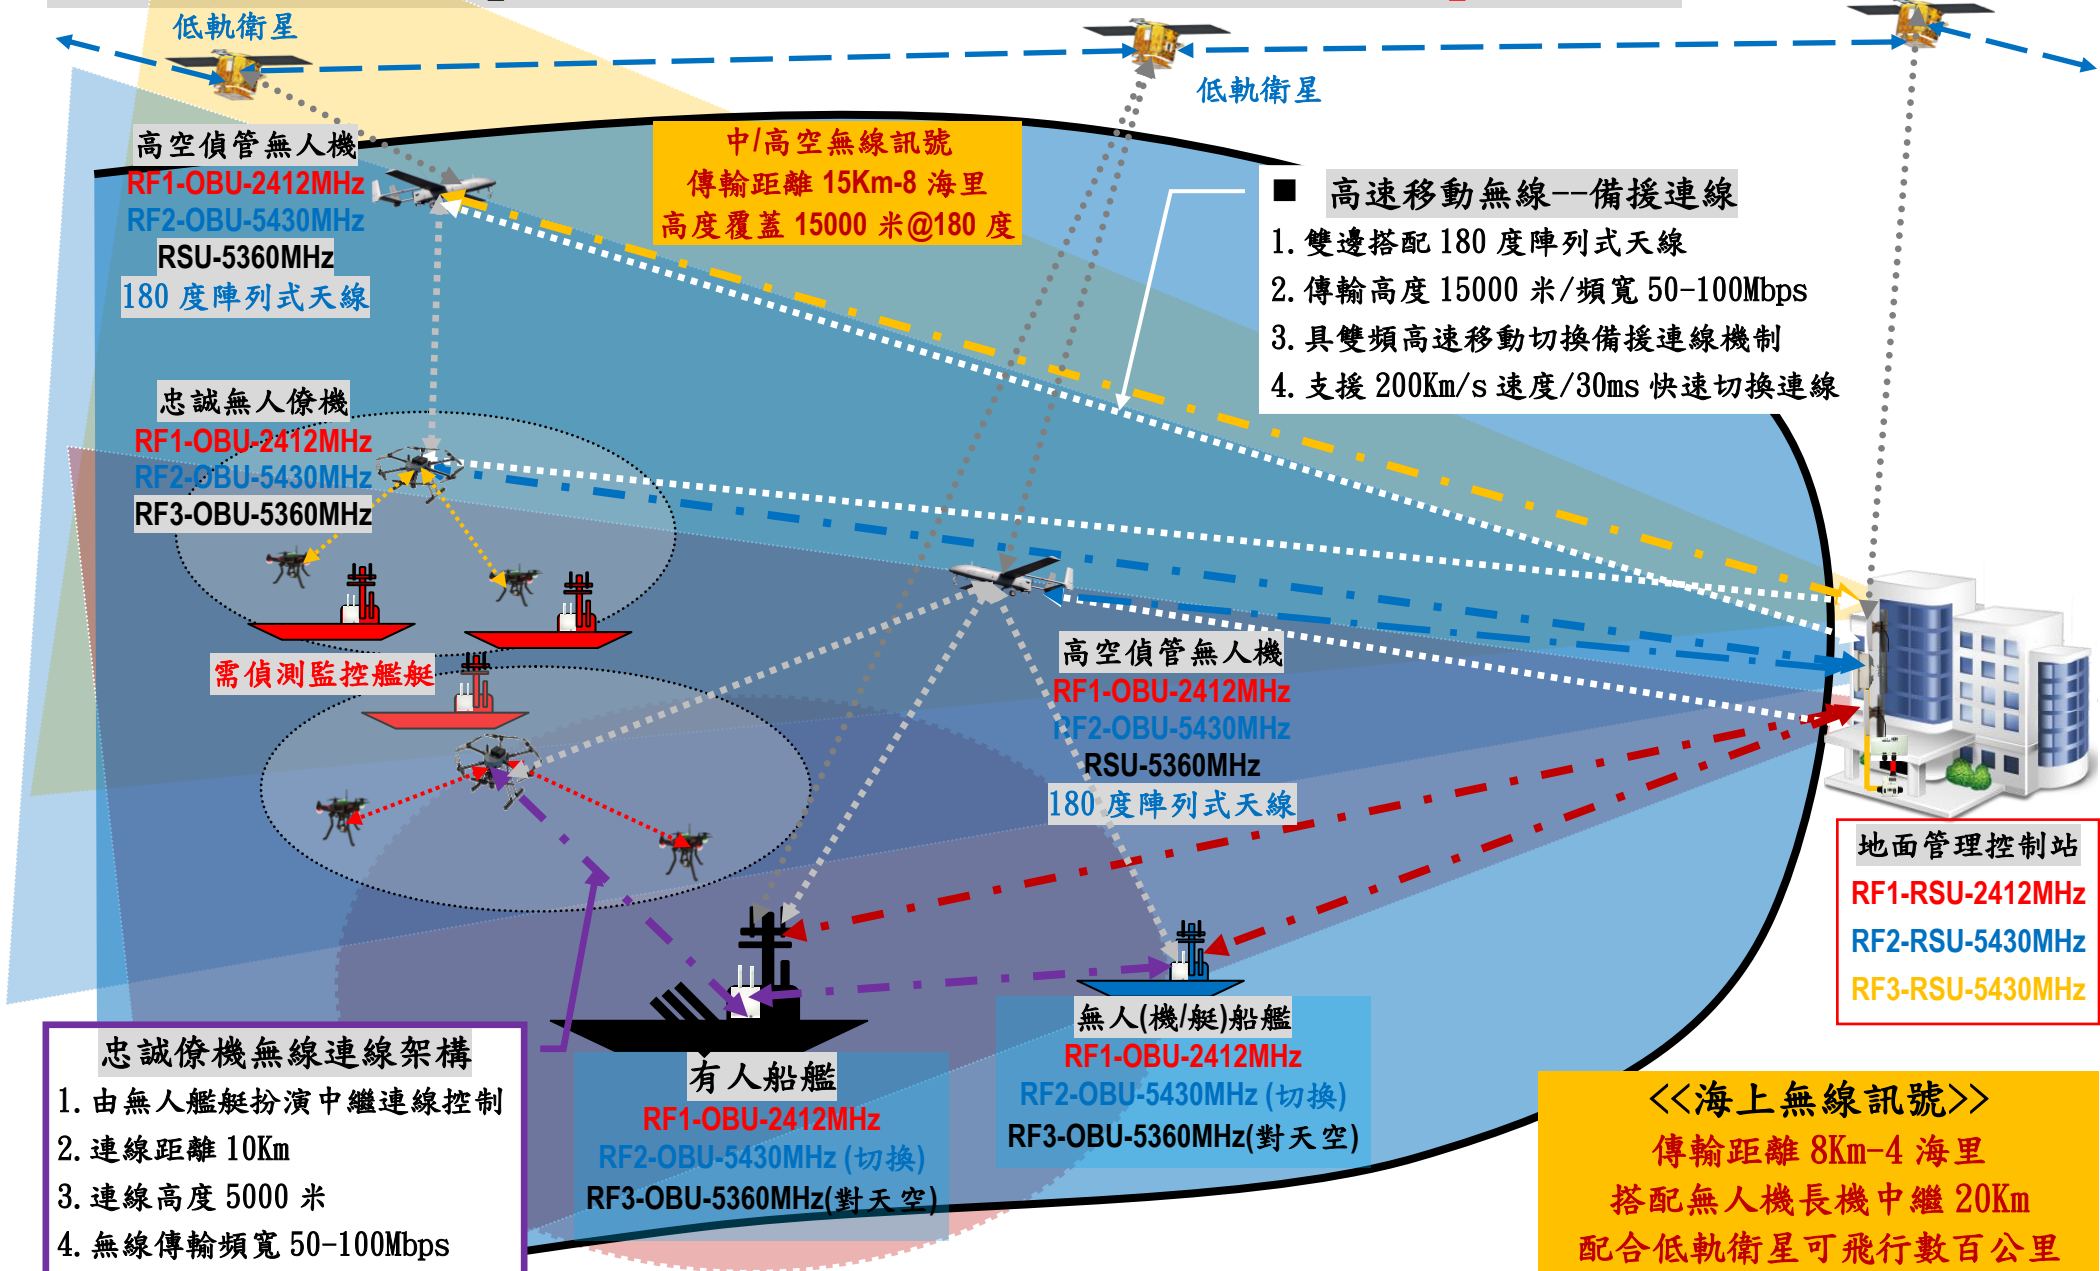 低軌衛星
低軌衛星
高空偵管無人機
RF1-OBU-2412MHz
RF2-OBU-5430MHz
RSU-5360MHz
180 度陣列式天線
中/高空無線訊號
傳輸距離 15Km-8 海里
高度覆蓋 15000 米@180 度
■ 高速移動無線--備援連線
1.雙邊搭配 180 度陣列式天線
2.傳輸高度 15000 米/頻寬 50-100Mbps
3.具雙頻高速移動切換備援連線機制
4.支援 200Km/s 速度/30ms 快速切換連線
忠誠無人僚機
RF1-OBU-2412MHz
RF2-OBU-5430MHz
RF3-OBU-5360MHz
需偵測監控艦艇
高空偵管無人機
RF1-OBU-2412MHz
RF2-OBU-5430MHz
RSU-5360MHz
180 度陣列式天線
地面管理控制站
RF1-RSU-2412MHz
RF2-RSU-5430MHz
RF3-RSU-5430MHz
忠誠僚機無線連線架構
1.由無人艦艇扮演中繼連線控制
2.連線距離 10Km
3.連線高度 5000 米
4.無線傳輸頻寬 50-100Mbps
有人船艦
RF1-OBU-2412MHz
RF2-OBU-5430MHz (切換)
RF3-OBU-5360MHz(對天空)
無人(機/艇)船艦
RF1-OBU-2412MHz
RF2-OBU-5430MHz (切換)
RF3-OBU-5360MHz(對天空)
<<海上無線訊號>>
傳輸距離 8Km-4 海里
搭配無人機長機中繼 20Km
配合低軌衛星可飛行數百公里